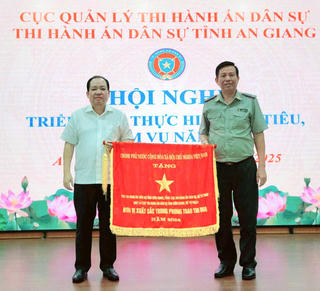 CỤC QUẢN LÝ THI HÀNH ÁN DÂN SỰ
THI HÀNH ÁN DÂN SỰ TỈNH AN GIANG
HỘI NGHỊ
TRIỂN THỰC HI TIÊU,
M VỤ NĂ
A 2025
CHÍNH PHỦ NƯỚC CỘNG HÒA XÃ HỘI CHỦ NGHĨA VIỆT NAM
TẶNG
ĐƠN VỊ XUẤT SẮC TRONG PHONG TRÀO THI ĐUA
NĂM 2024